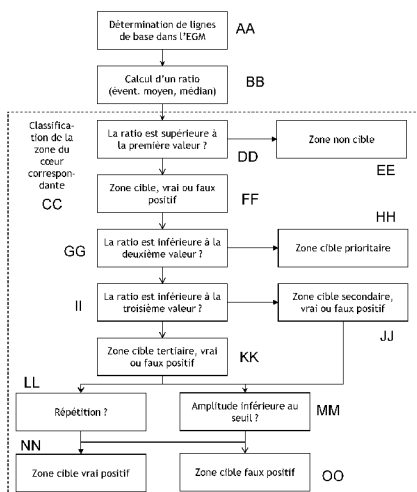 Détermination de lignes
de base dans l'EGM
AA
Calcul d'un ratio
(évent. moyen, médian)
BB
Classifica-
tion de la
zone du
cœur
correspon-
dante
CC
La ratio est supérieure à
la première valeur ?
DD
Zone non cible
EE
Zone cible, vrai ou faux
positif
FF
GG
La ratio est inférieure à la
deuxième valeur ?
HH
Zone cible prioritaire
II
La ratio est inférieure à la
troisième valeur ?
Zone cible secondaire,
vrai ou faux positif
JJ
Zone cible tertiaire, vrai
ou faux positif
KK
LL
Répétition ?
Amplitude inférieure au
seuil ?
MM
NN
Zone cible vrai positif
Zone cible faux positif
OO